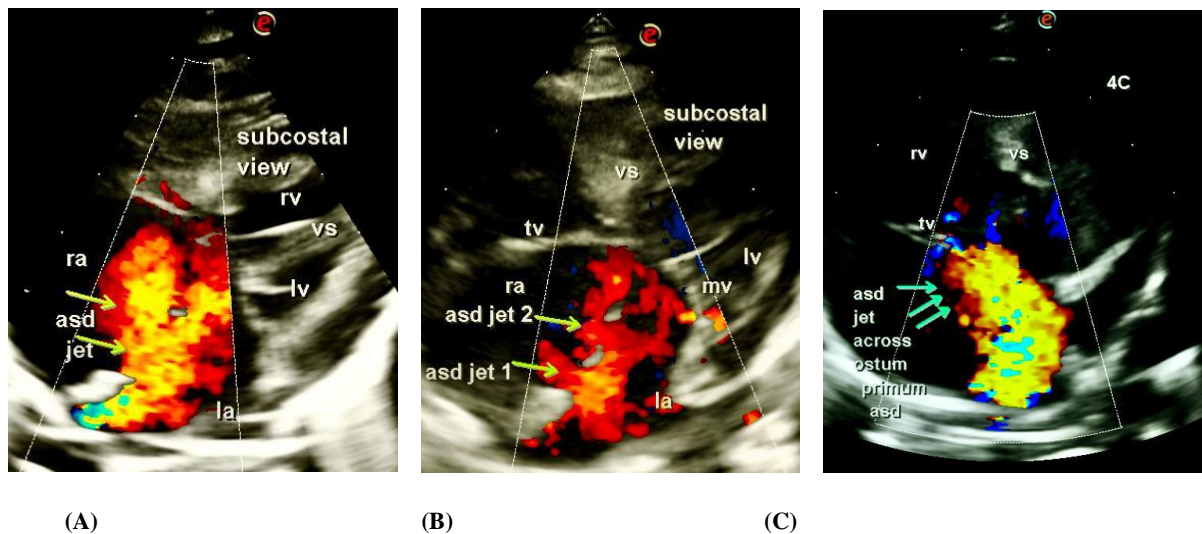 e
subcostal
view
rv
vs
ra
lv
asd
jet
la
(A)
e
subcostal
view
vs
tv
lv
ra
mv
asd jet 2
asd jet 1
la
(B)
e
4C
rv
vs
tv
asd
jet
across
ostum
primum
asd
(C)